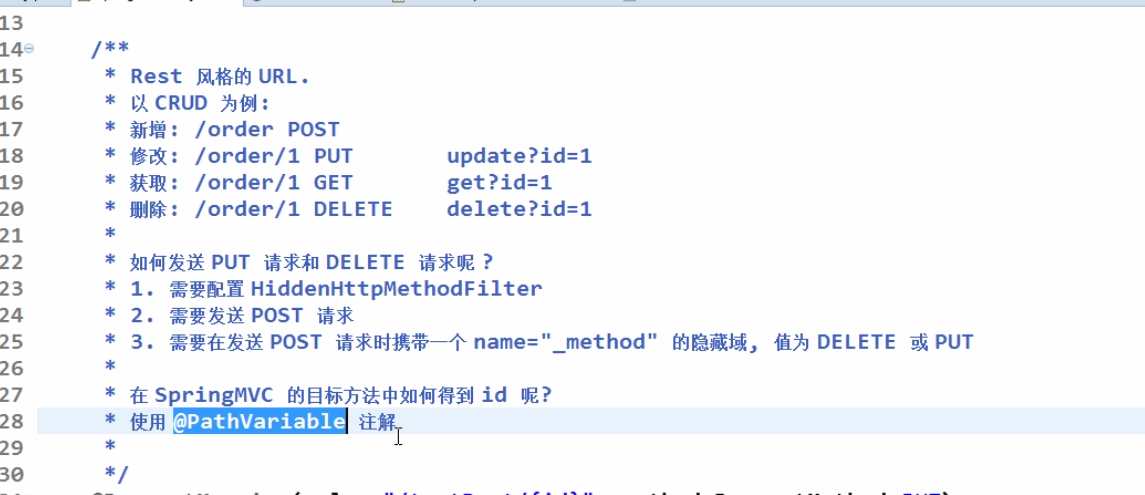 13
14 /**
15 * Rest 风格的 URL.
16 * 以 CRUD 为例:
17 * 新增: /order POST
18 * 修改: /order/1 PUT update?id=1
19 * 获取: /order/1 GET get?id=1
20 * 删除: /order/1 DELETE delete?id=1
21 *
22 * 如何发送 PUT 请求和 DELETE 请求呢 ?
23 * 1. 需要配置 HiddenHttpMethodFilter
24 * 2. 需要发送 POST 请求
25 * 3. 需要在发送 POST 请求时携带一个 name="_method" 的隐藏域, 值为 DELETE 或 PUT
26 *
27 * 在 SpringMVC 的目标方法中如何得到 id 呢?
28 * 使用 @PathVariable 注解
29 *
30 */